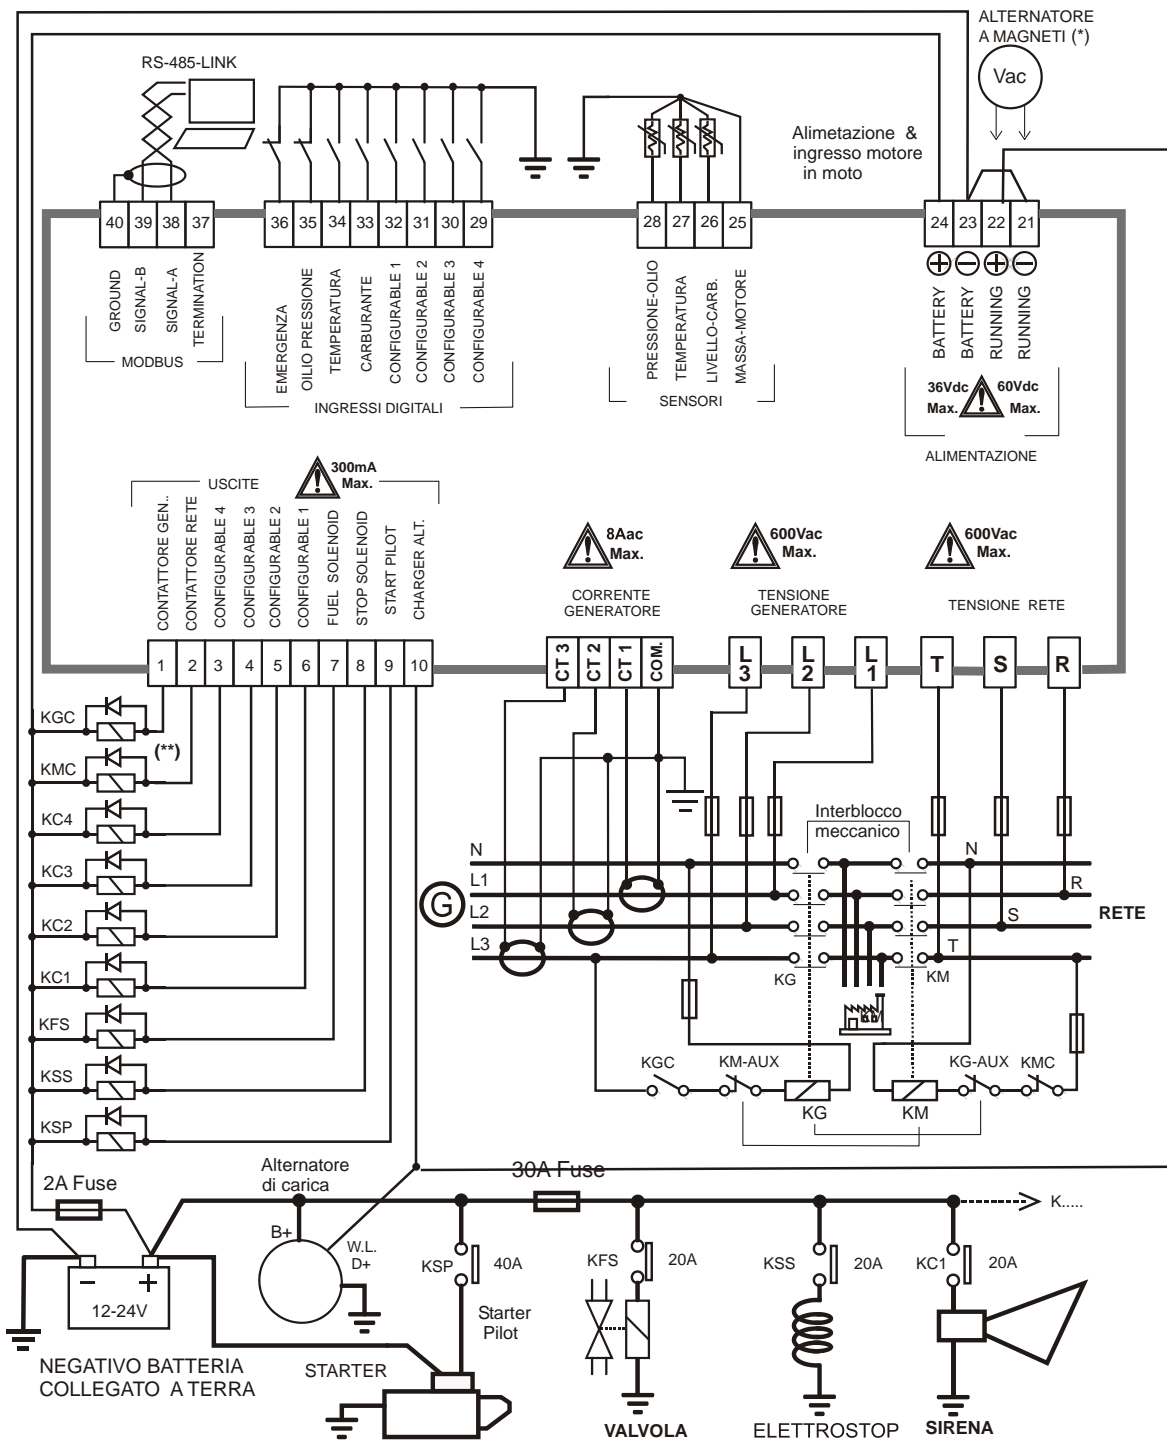 ALTERNATORE
A MAGNETI (*)
Vac
RS-485-LINK
Alimetazione &
ingresso motore
in moto
40 39 38 37
36 35 34 33 32 31 30 29
28 27 26 25
24 23 22 21
GROUND
SIGNAL-B
SIGNAL-A
TERMINATION
MODBUS
EMERGENZA
OILIO PRESSIONE
TEMPERATURA
CARBURANTE
CONFIGURABLE 1
CONFIGURABLE 2
CONFIGURABLE 3
CONFIGURABLE 4
INGRESSI DIGITALI
PRESSIONE-OLIO
TEMPERATURA
LIVELLO-CARB.
MASSA-MOTORE
SENSORI
+ − + −
BATTERY
BATTERY
RUNNING
RUNNING
36Vdc
Max.
60Vdc
Max.
ALIMENTAZIONE
USCITE
300mA
Max.
CONTATTORE GEN..
CONTATTORE RETE
CONFIGURABLE 4
CONFIGURABLE 3
CONFIGURABLE 2
CONFIGURABLE 1
FUEL SOLENOID
STOP SOLENOID
START PILOT
CHARGER ALT.
8Aac
Max.
600Vac
Max.
600Vac
Max.
CORRENTE
GENERATORE
TENSIONE
GENERATORE
TENSIONE RETE
1 2 3 4 5 6 7 8 9 10
CT 3
CT 2
CT 1
COM.
L3
L2
L1
T
S
R
KGC
(**)
KMC
KC4
KC3
KC2
KC1
KFS
KSS
KSP
Interblocco
meccanico
N
N
L1
R
G
L2
S
RETE
L3
T
KG
KM
KGC
KM-AUX
KG-AUX
KMC
KG
KM
2A Fuse
Alternatore
di carica
30A Fuse
K.....
B+
W.L.
D+
KSP
40A
KFS
20A
KSS
20A
KC1
20A
− +
12-24V
Starter
Pilot
NEGATIVO BATTERIA
COLLEGATO A TERRA
STARTER
VALVOLA
ELETTROSTOP
SIRENA